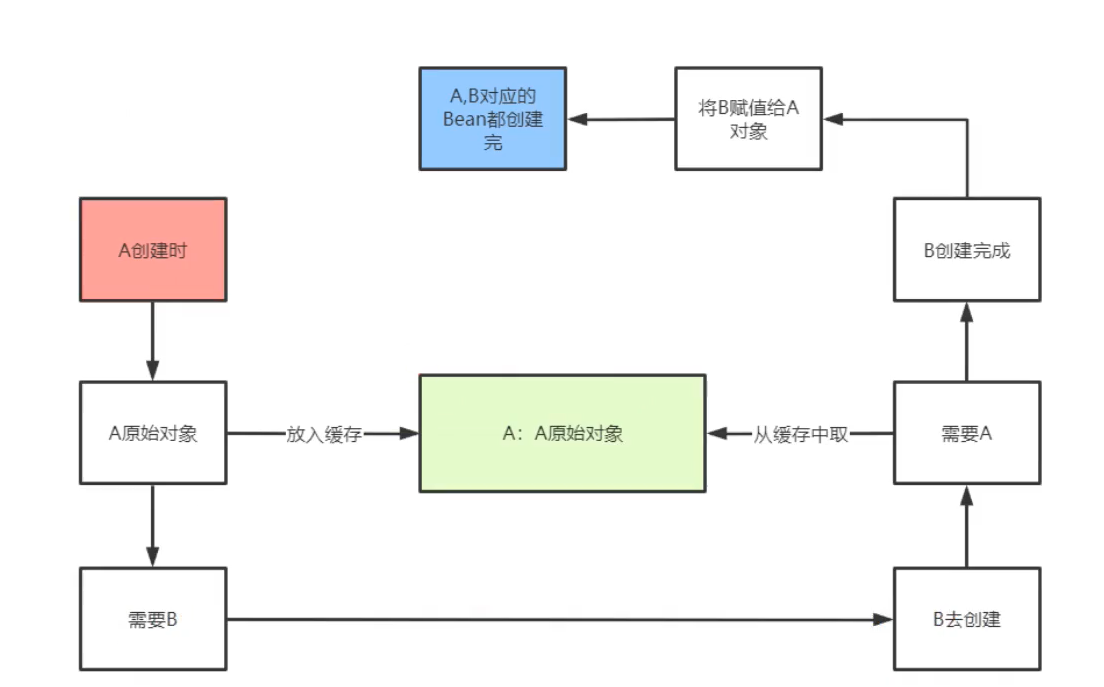 A,B对应的
Bean都创建
完
将B赋值给A
对象
A创建时
B创建完成
A原始对象
放入缓存
A：A原始对象
从缓存中取
需要A
需要B
B去创建